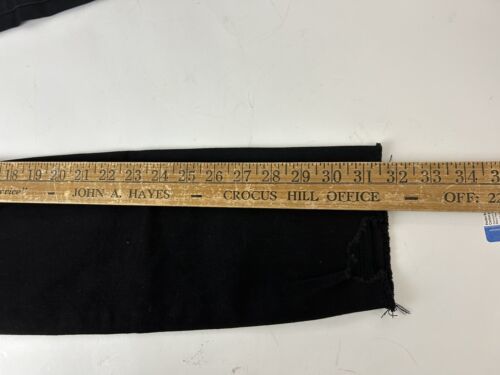 18 19 20 21 22 23 24 25 26 27 28 29 30 31 32 33 34
rvice" - JOHN A. HAYES - CROCUS HILL OFFICE - OFF: 22